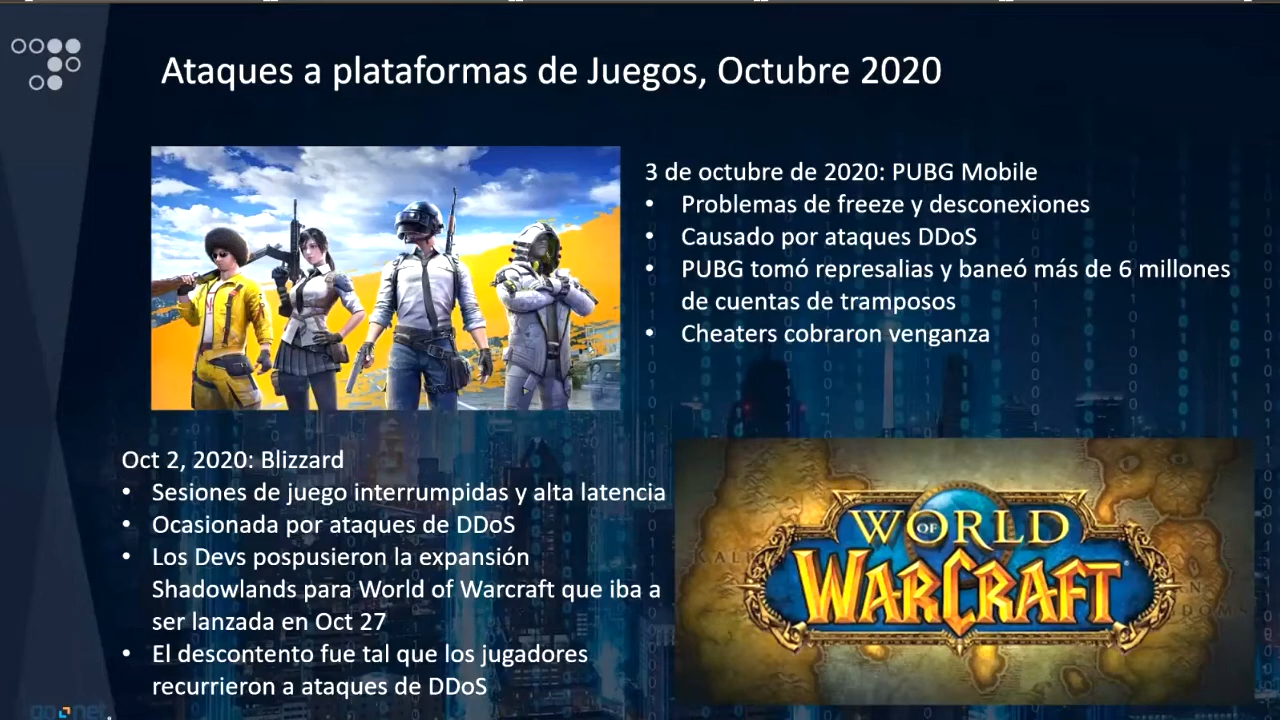 Ataques a plataformas de Juegos, Octubre 2020
3 de octubre de 2020: PUBG Mobile
• Problemas de freeze y desconexiones
• Causado por ataques DDoS
• PUBG tomó represalias y baneó más de 6 millones
de cuentas de tramposos
• Cheaters cobraron venganza
Oct 2, 2020: Blizzard
• Sesiones de juego interrumpidas y alta latencia
• Ocasionada por ataques de DDoS
• Los Devs pospusieron la expansión
Shadowlands para World of Warcraft que iba a
ser lanzada en Oct 27
• El descontento fue tal que los jugadores
recurrieron a ataques de DDoS
WORLD
OF
WARCRAFT